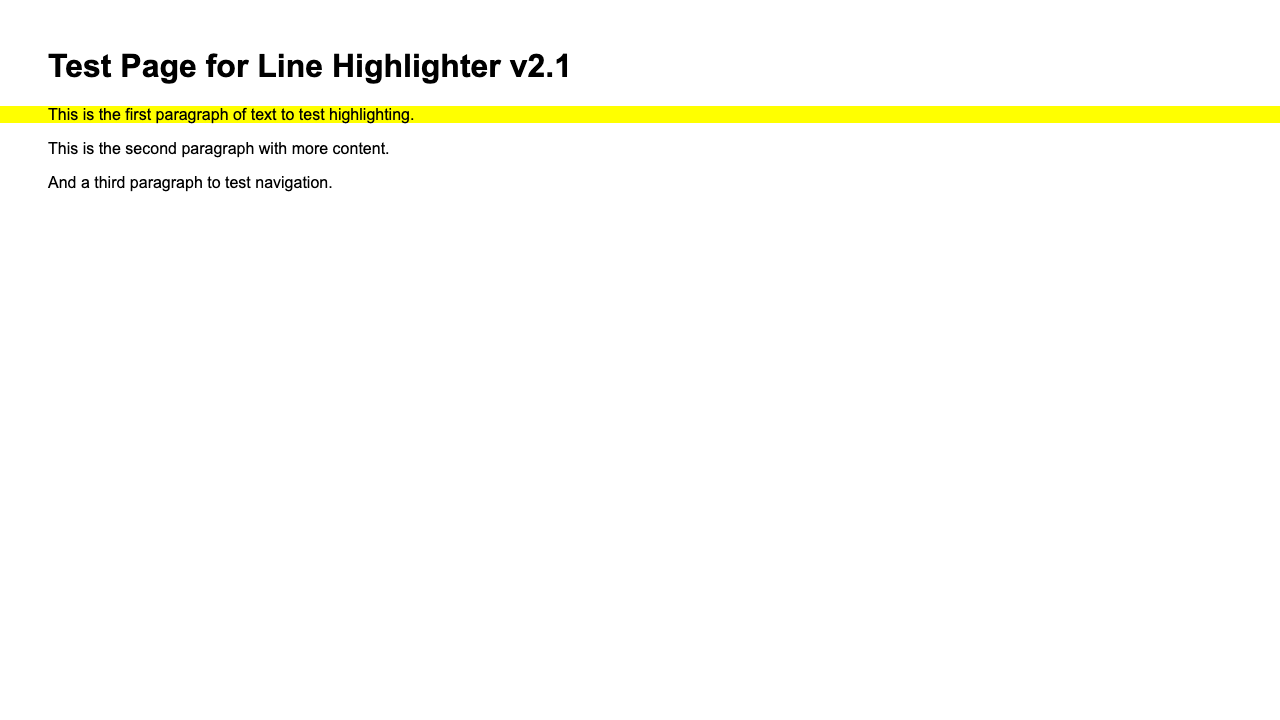 Test Page for Line Highlighter v2.1
This is the first paragraph of text to test highlighting.
This is the second paragraph with more content.
And a third paragraph to test navigation.